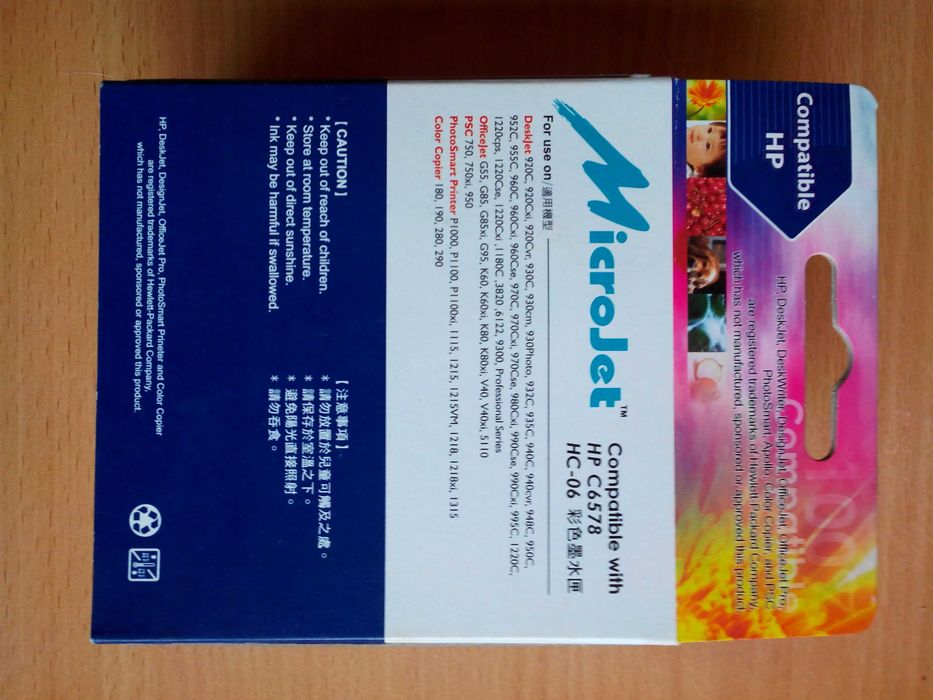 Compatible
HP
100%
Compatible
HP, DeskJet, DeskWriter, DesignJet, OfficeJet, OfficeJet Pro,
PhotoSmart, Apollo, Color Copier, and PSC
are registered trademarks of Hewlett-Packard Company,
which has not manufactured, sponsored or approved this product
MicroJet™
Compatible with
HP C6578
HC-06 彩色墨水匣
For use on/適用機型
DeskJet 920C, 920Cxi, 920Cvr, 930C, 930cm, 930Photo, 932C, 935C, 940C, 940cvr, 948C, 950C,
952C, 955C, 960C, 960Cxi, 960Cse, 970C, 970Cxi, 970Cse, 980Cxi, 990Cse, 990Cxi, 995C, 1220C,
1220cps, 1220Cse, 1220Cxi ,1180C ,3820 ,6122, 9300, Professional Series
OfficeJet G55, G85, G85xi, G95, K60, K60xi, K80, K80xi, V40, V40xi, 5110
PSC 750, 750xi, 950
PhotoSmart Printer P1000, P1100, P1100xi, 1115, 1215, 1215VM, 1218, 1218xi, 1315
Color Copier 180, 190, 280, 290
[ CAUTION ]
* Keep out of reach of children.
* Store at room temperature.
* Keep out of direct sunshine.
* Ink may be harmful if swallowed.
[ 注意事項 ]
* 請勿放置於兒童可觸及之處。
* 請保存於室溫之下。
* 避免陽光直接照射。
* 請勿吞食。
HP, DeskJet, DesignJet, OfficeJet Pro, PhotoSmart Prineter and Color Copier
are registered trademarks of Hewlett-Packard Company,
which has not manufactured, sponsored or approved this product.